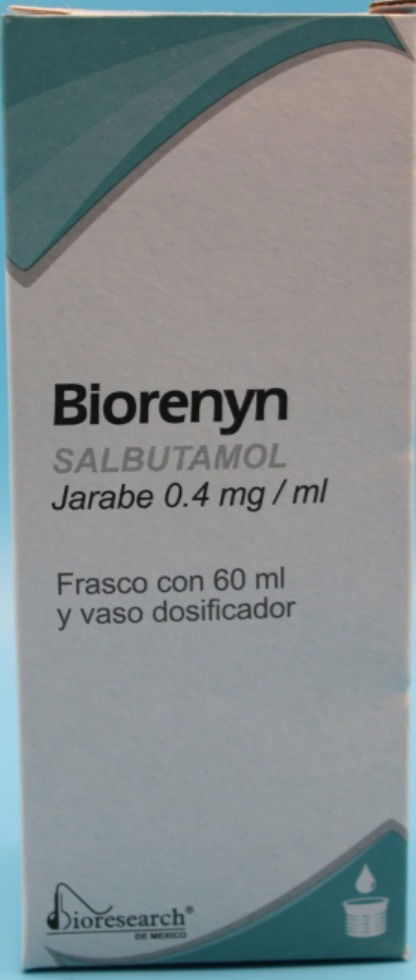 Biorenyn
SALBUTAMOL
Jarabe 0.4 mg / ml
Frasco con 60 ml
y vaso dosificador
Bioresearch®
DE MEXICO